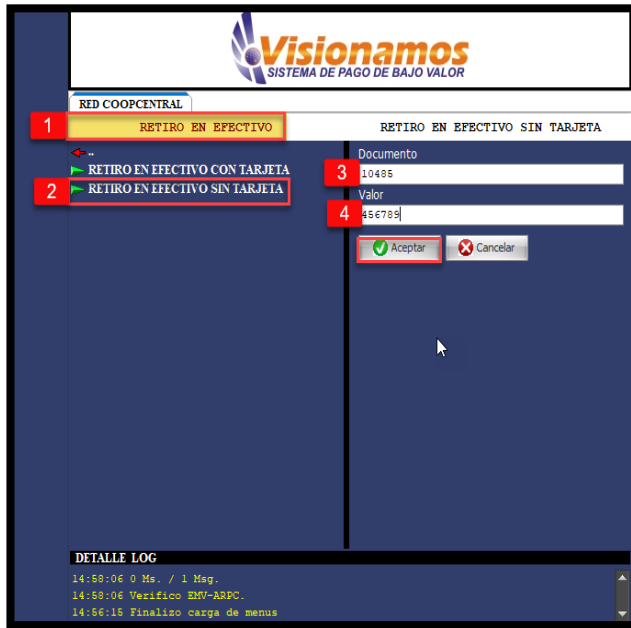 Visionamos
SISTEMA DE PAGO DE BAJO VALOR
RED COOPCENTRAL
1
RETIRO EN EFECTIVO
RETIRO EN EFECTIVO SIN TARJETA
..
RETIRO EN EFECTIVO CON TARJETA
2
RETIRO EN EFECTIVO SIN TARJETA
Documento
3
10485
Valor
4
456789
Aceptar
Cancelar
DETALLE LOG
14:58:06 0 Ms. / 1 Msg.
14:58:06 Verifico EMV-ARPC.
14:56:15 Finalizo carga de menus